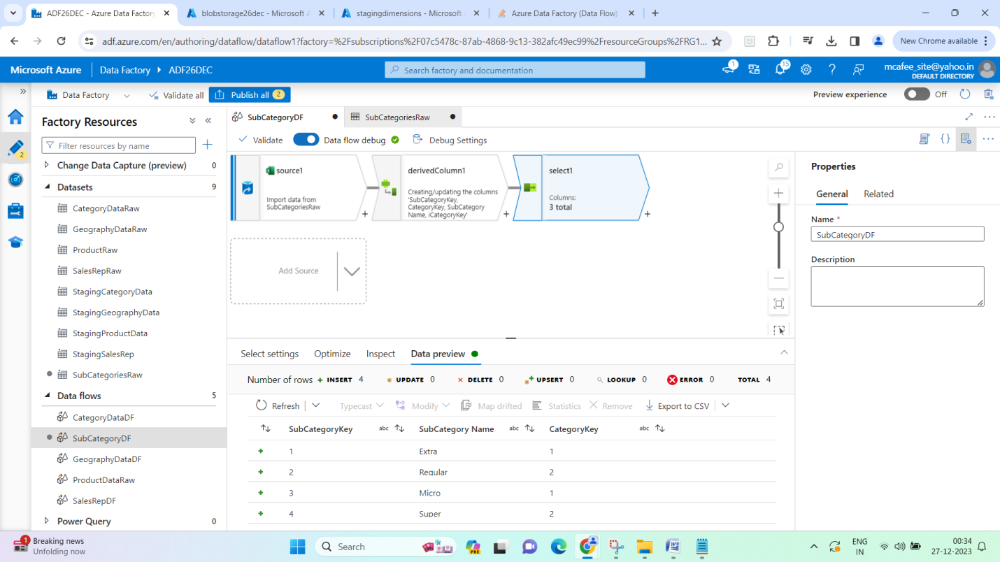 ADF26DEC - Azure Data Factory
blobstorage26dec - Microsoft A
stagingdimensions - Microsoft
Azure Data Factory (Data Flow)
adf.azure.com/en/authoring/dataflow/dataflow1?factory=%2Fsubscriptions%2F07c5478c-87ab-4868-9c13-382afc49ec99%2FresourceGroups%2FRG1...
New Chrome available
Microsoft Azure
Data Factory
ADF26DEC
Search factory and documentation
1
15
mcafee_site@yahoo.in
DEFAULT DIRECTORY
Data Factory
Validate all
Publish all 2
Preview experience
Off
2
Factory Resources
Filter resources by name
Change Data Capture (preview) 0
Datasets 9
CategoryDataRaw
GeographyDataRaw
ProductRaw
SalesRepRaw
StagingCategoryData
StagingGeographyData
StagingProductData
StagingSalesRep
SubCategoriesRaw
Data flows 5
CategoryDataDF
SubCategoryDF
GeographyDataDF
ProductDataRaw
SalesRepDF
Power Query 0
SubCategoryDF
SubCategoriesRaw
Validate
Data flow debug
Debug Settings
source1
Import data from
SubCategoriesRaw
derivedColumn1
Creating/updating the columns
'SubCategoryKey,
CategoryKey, SubCategory
Name, iCategoryKey'
select1
Columns:
3 total
Add Source
Properties
General
Related
Name *
SubCategoryDF
Description
Select settings
Optimize
Inspect
Data preview
Number of rows
INSERT 4
UPDATE 0
DELETE 0
UPSERT 0
LOOKUP 0
ERROR 0
TOTAL 4
Refresh
Typecast
Modify
Map drifted
Statistics
Remove
Export to CSV
SubCategoryKey abc SubCategory Name abc CategoryKey abc
1 Extra 1
2 Regular 2
3 Micro 1
4 Super 2
1
Breaking news
Unfolding now
Search
PRE
ENG
IN
00:34
27-12-2023